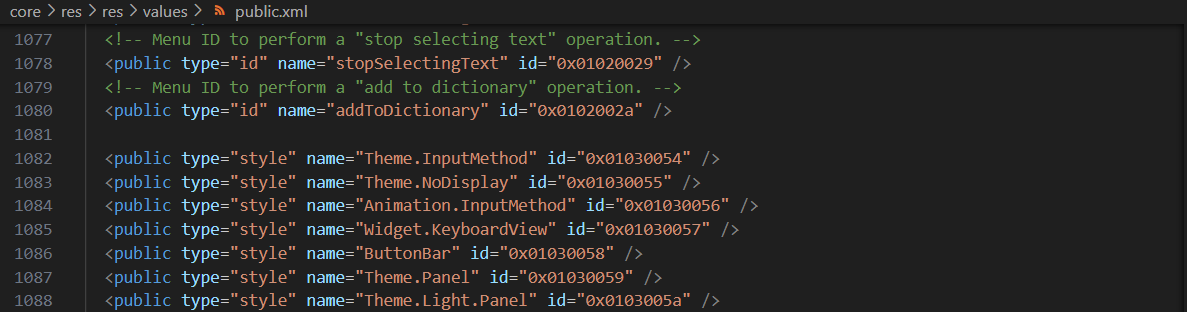 core > res > res > values > public.xml
1077 <!-- Menu ID to perform a "stop selecting text" operation. -->
1078 <public type="id" name="stopSelectingText" id="0x01020029" />
1079 <!-- Menu ID to perform a "add to dictionary" operation. -->
1080 <public type="id" name="addToDictionary" id="0x0102002a" />
1081
1082 <public type="style" name="Theme.InputMethod" id="0x01030054" />
1083 <public type="style" name="Theme.NoDisplay" id="0x01030055" />
1084 <public type="style" name="Animation.InputMethod" id="0x01030056" />
1085 <public type="style" name="Widget.KeyboardView" id="0x01030057" />
1086 <public type="style" name="ButtonBar" id="0x01030058" />
1087 <public type="style" name="Theme.Panel" id="0x01030059" />
1088 <public type="style" name="Theme.Light.Panel" id="0x0103005a" />